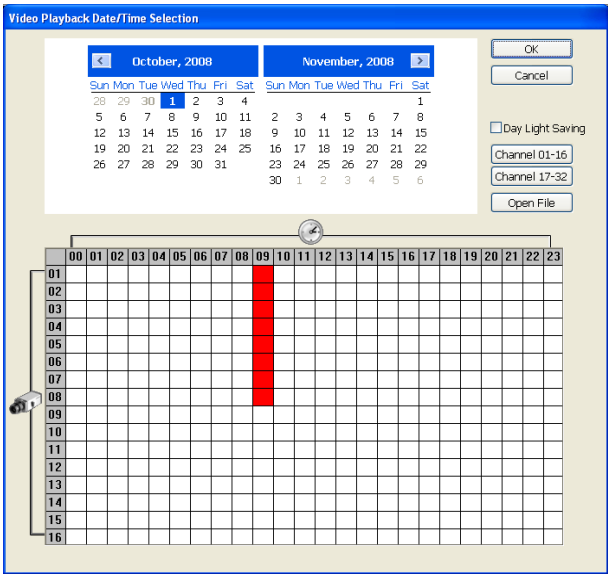 Video Playback Date/Time Selection
October, 2008 November, 2008
Sun Mon Tue Wed Thu Fri Sat Sun Mon Tue Wed Thu Fri Sat
28 29 30 1 2 3 4 1
5 6 7 8 9 10 11 2 3 4 5 6 7 8
12 13 14 15 16 17 18 9 10 11 12 13 14 15
19 20 21 22 23 24 25 16 17 18 19 20 21 22
26 27 28 29 30 31 23 24 25 26 27 28 29
30 1 2 3 4 5 6
OK
Cancel
Day Light Saving
Channel 01-16
Channel 17-32
Open File
00 01 02 03 04 05 06 07 08 09 10 11 12 13 14 15 16 17 18 19 20 21 22 23
01
02
03
04
05
06
07
08
09
10
11
12
13
14
15
16